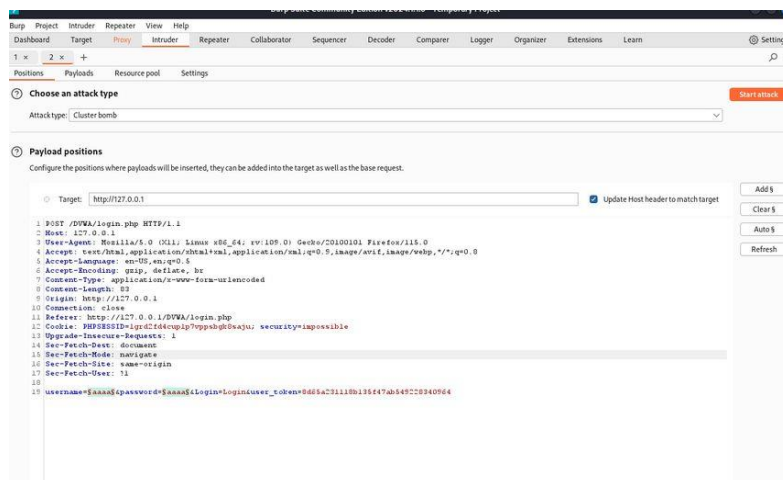 Burp Project Intruder Repeater View Help
Dashboard Target Proxy Intruder Repeater Collaborator Sequencer Decoder Comparer Logger Organizer Extensions Learn Setting
1 × 2 × +
Positions Payloads Resource pool Settings
Choose an attack type
Start attack
Attack type: Cluster bomb
Payload positions
Configure the positions where payloads will be inserted, they can be added into the target as well as the base request.
Target: http://127.0.0.1
Update Host header to match target
Add §
Clear §
Auto §
Refresh
1 POST /DVWA/login.php HTTP/1.1
2 Host: 127.0.0.1
3 User-Agent: Mozilla/5.0 (X11; Linux x86_64; rv:109.0) Gecko/20100101 Firefox/115.0
4 Accept: text/html,application/xhtml+xml,application/xml;q=0.9,image/avif,image/webp,*/*;q=0.8
5 Accept-Language: en-US,en;q=0.5
6 Accept-Encoding: gzip, deflate, br
7 Content-Type: application/x-www-form-urlencoded
8 Content-Length: 83
9 Origin: http://127.0.0.1
10 Connection: close
11 Referer: http://127.0.0.1/DVWA/login.php
12 Cookie: security=impossible
13 Upgrade-Insecure-Requests: 1
14 Sec-Fetch-Dest: document
15 Sec-Fetch-Mode: navigate
16 Sec-Fetch-Site: same-origin
17 Sec-Fetch-User: ?1
18
19 username=§aaaa§&password=§aaaa§&Login=Login&user_token=